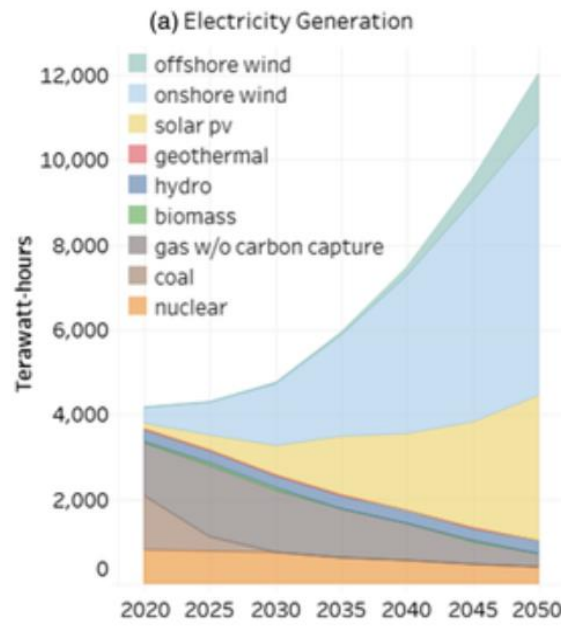 (a) Electricity Generation
12,000
10,000
8,000
6,000
4,000
2,000
0
Terawatt-hours
offshore wind
onshore wind
solar pv
geothermal
hydro
biomass
gas w/o carbon capture
coal
nuclear
2020 2025 2030 2035 2040 2045 2050